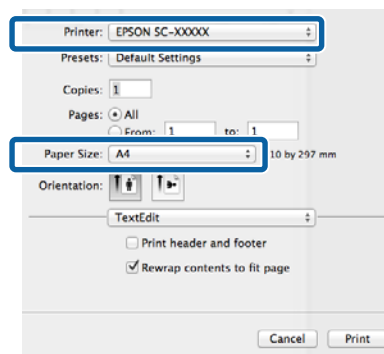 Printer: EPSON SC-XXXXX
Presets: Default Settings
Copies: 1
Pages: All
From: 1 to: 1
Paper Size: A4 10 by 297 mm
Orientation:
TextEdit
Print header and footer
Rewrap contents to fit page
Cancel Print